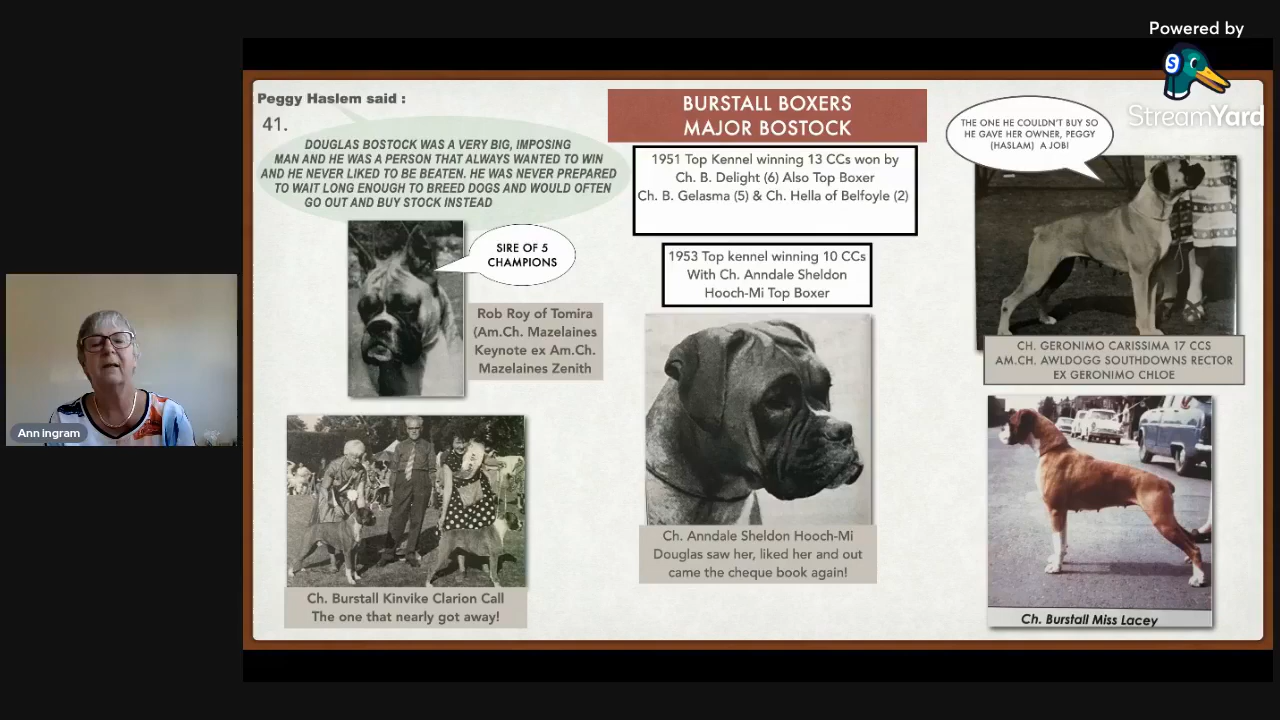 Powered by
S
StreamYard
Peggy Haslem said :
41.
DOUGLAS BOSTOCK WAS A VERY BIG, IMPOSING
MAN AND HE WAS A PERSON THAT ALWAYS WANTED TO WIN
AND HE NEVER LIKED TO BE BEATEN. HE WAS NEVER PREPARED
TO WAIT LONG ENOUGH TO BREED DOGS AND WOULD OFTEN
GO OUT AND BUY STOCK INSTEAD
SIRE OF 5
CHAMPIONS
Rob Roy of Tomira
(Am.Ch. Mazelaines
Keynote ex Am.Ch.
Mazelaines Zenith
Ch. Burstall Kinvike Clarion Call
The one that nearly got away!
BURSTALL BOXERS
MAJOR BOSTOCK
1951 Top Kennel winning 13 CCs won by
Ch. B. Delight (6) Also Top Boxer
Ch. B. Gelasma (5) & Ch. Hella of Belfoyle (2)
1953 Top kennel winning 10 CCs
With Ch. Anndale Sheldon
Hooch-Mi Top Boxer
Ch. Anndale Sheldon Hooch-Mi
Douglas saw her, liked her and out
came the cheque book again!
THE ONE HE COULDN'T BUY SO
HE GAVE HER OWNER, PEGGY
(HASLAM) A JOB!
CH. GERONIMO CARISSIMA 17 CCS
AM.CH. AWLDOGG SOUTHDOWNS RECTOR
EX GERONIMO CHLOE
Ch. Burstall Miss Lacey
Ann Ingram